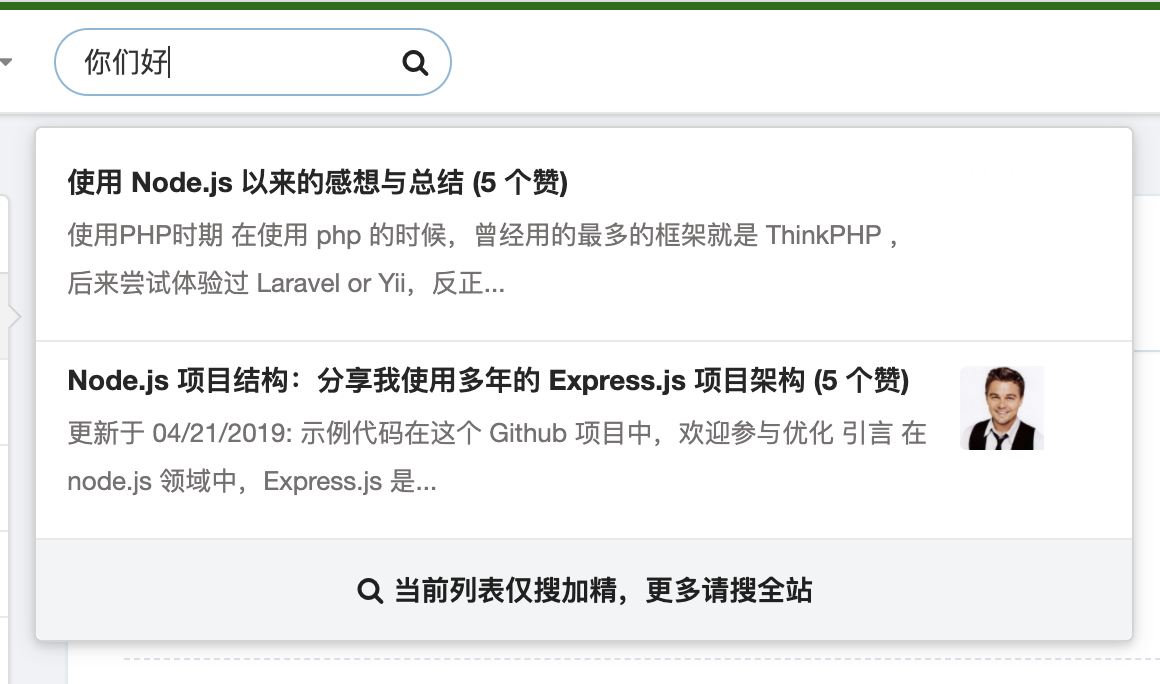 你们好
使用 Node.js 以来的感想与总结 (5 个赞)
使用PHP时期 在使用 php 的时候，曾经用的最多的框架就是 ThinkPHP ，
后来尝试体验过 Laravel or Yii，反正...
Node.js 项目结构：分享我使用多年的 Express.js 项目架构 (5 个赞)
更新于 04/21/2019: 示例代码在这个 Github 项目中，欢迎参与优化 引言 在
node.js 领域中，Express.js 是...
当前列表仅搜加精，更多请搜全站